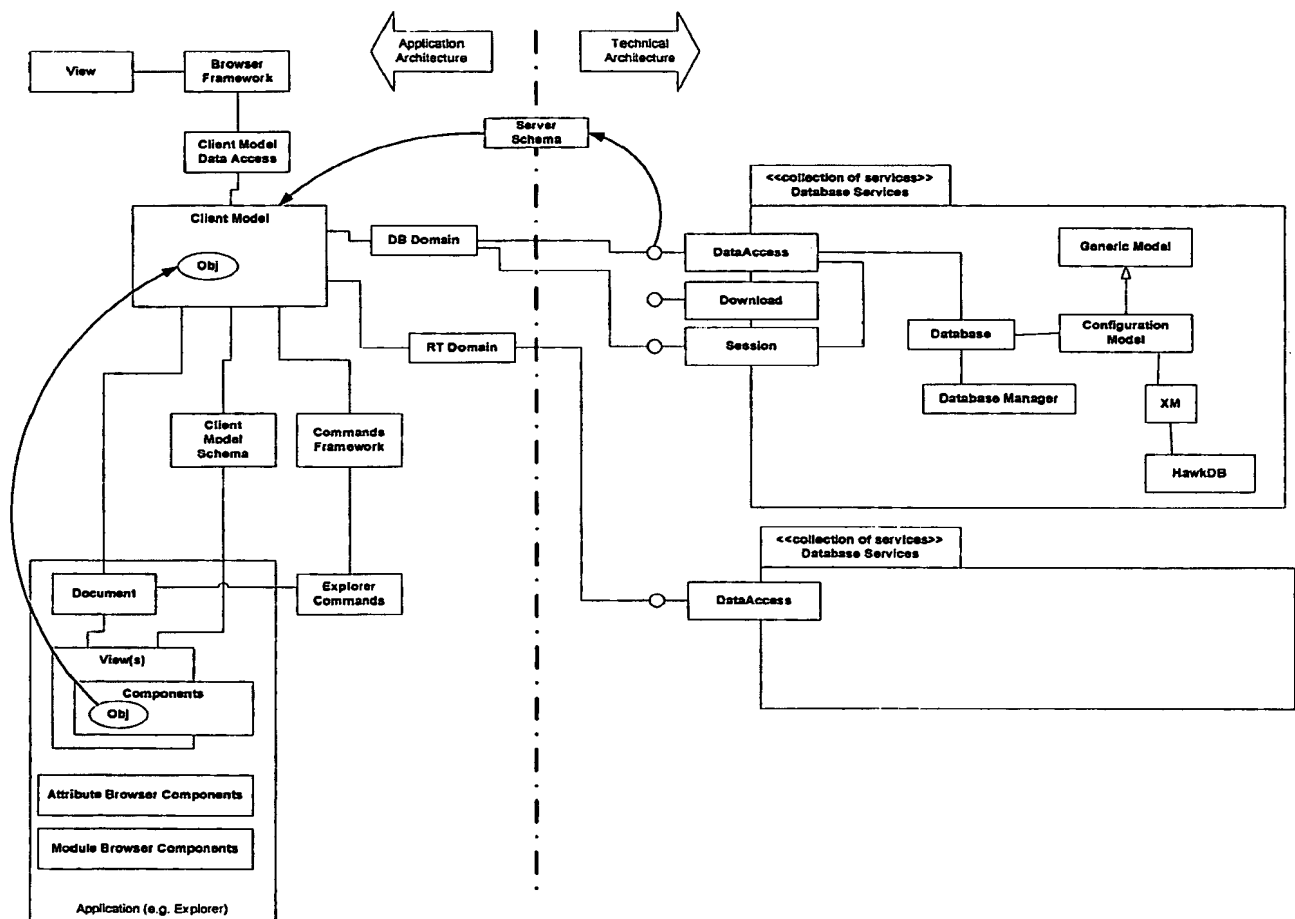 Application
Architecture
Technical
Architecture
View
Browser
Framework
Server
Schema
Client Model
Data Access
<<collection of services>>
Database Services
Client Model
Obj
DB Domain
DataAccess
Generic Model
Download
RT Domain
Session
Database
Configuration
Model
Database Manager
XM
Client
Model
Schema
Commands
Framework
HawkDB
<<collection of services>>
Database Services
Document
Explorer
Commands
DataAccess
View(s)
Components
Obj
Attribute Browser Components
Module Browser Components
Application (e.g. Explorer)